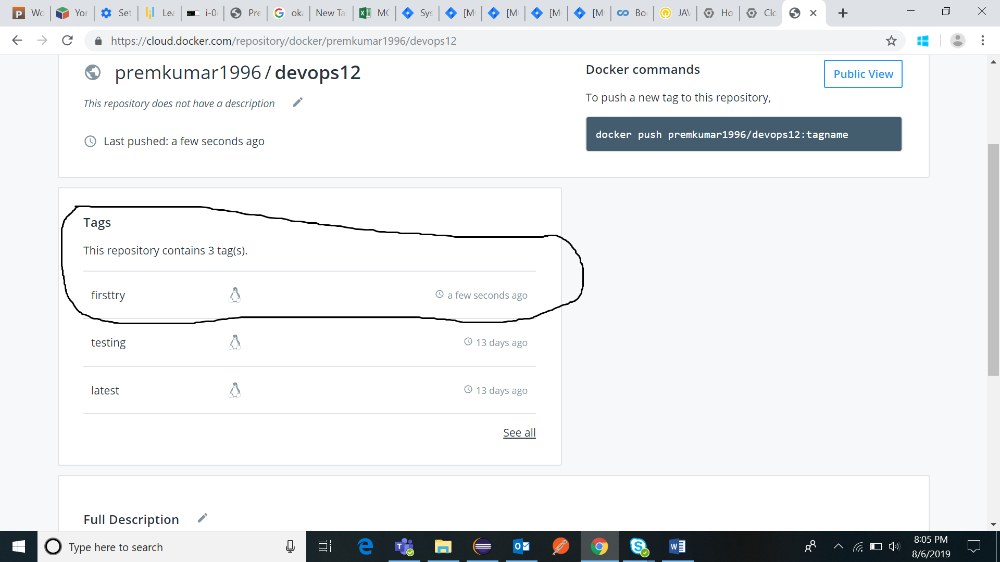 Wo
Yor
Set
Lea
i-0
Pre
oka
New Ta
MO
Sys
[M
[M
[M
[M
Bo
JAV
Ho
Clo
https://cloud.docker.com/repository/docker/premkumar1996/devops12
premkumar1996 / devops12
Docker commands
Public View
This repository does not have a description
To push a new tag to this repository,
docker push premkumar1996/devops12:tagname
Last pushed: a few seconds ago
Tags
This repository contains 3 tag(s).
firsttry a few seconds ago
testing 13 days ago
latest 13 days ago
See all
Full Description
Type here to search
8:05 PM
8/6/2019